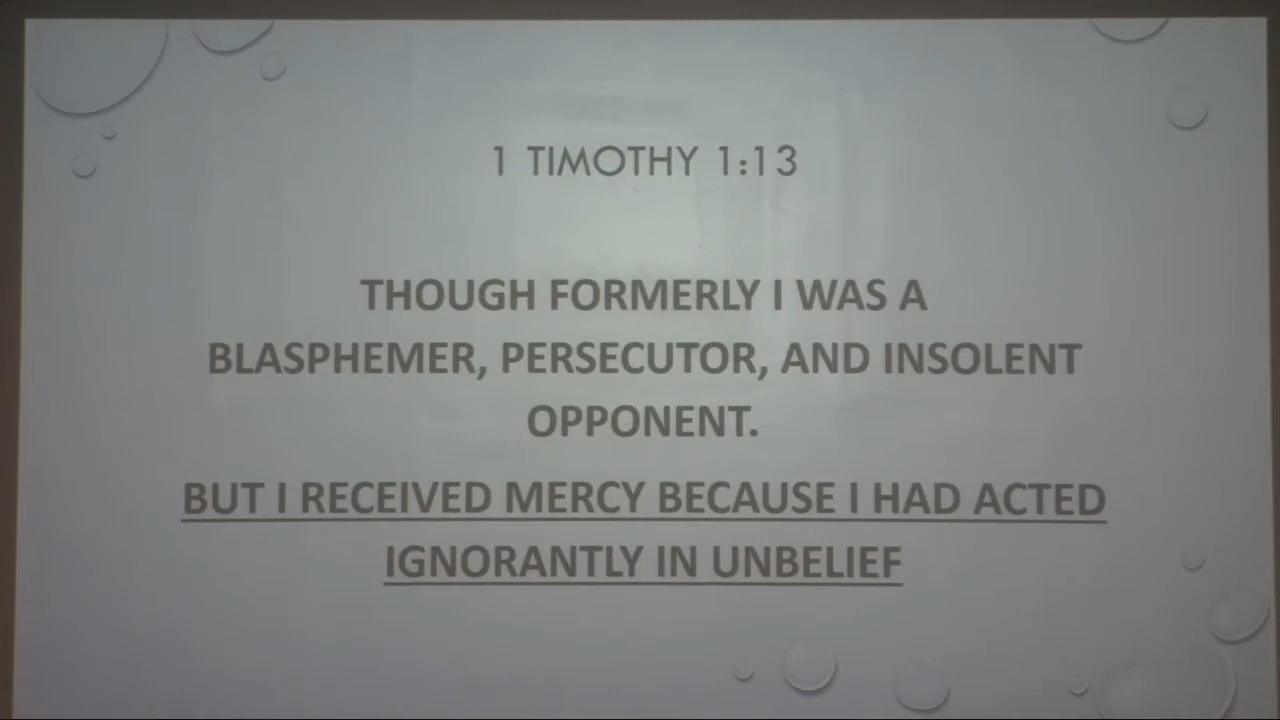 1 TIMOTHY 1:13
THOUGH FORMERLY I WAS A
BLASPHEMER, PERSECUTOR, AND INSOLENT
OPPONENT.
BUT I RECEIVED MERCY BECAUSE I HAD ACTED
IGNORANTLY IN UNBELIEF